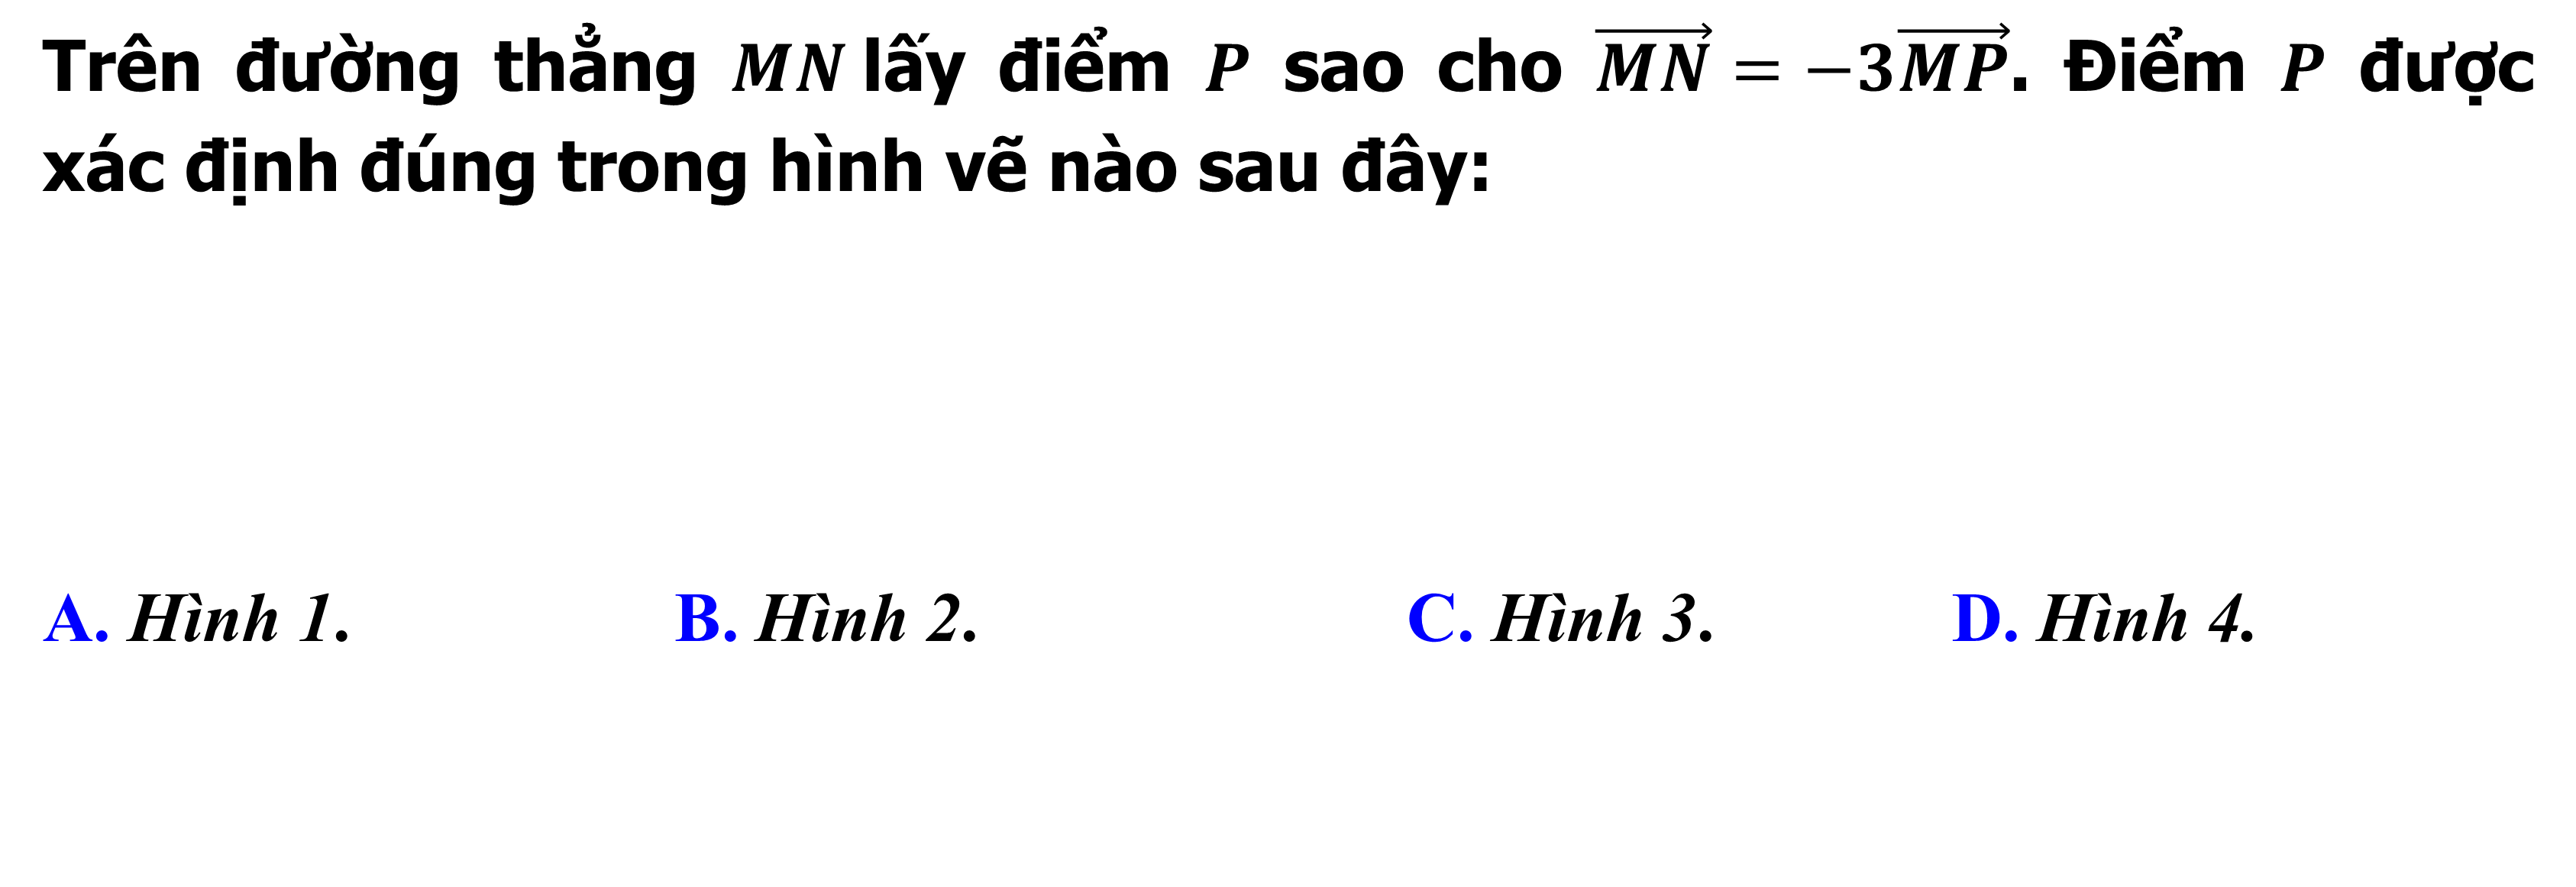 Trên đường thẳng $MN$ lấy điểm $P$ sao cho $\overrightarrow{MN} = -3\overrightarrow{MP}$. Điểm $P$ được
xác định đúng trong hình vẽ nào sau đây:
A. Hình 1. B. Hình 2. C. Hình 3. D. Hình 4.